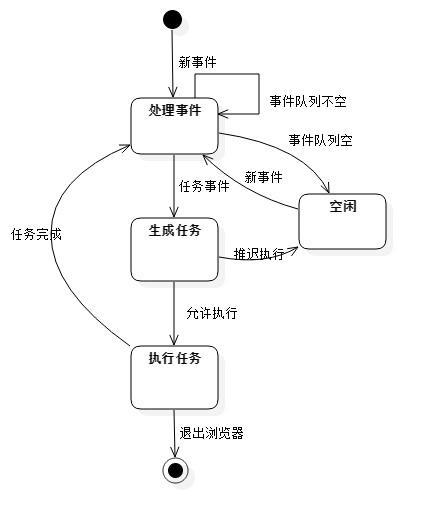 新事件
事件队列不空
处理事件
事件队列空
新事件
任务事件
空闲
生成任务
任务完成
推迟执行
允许执行
执行任务
退出浏览器